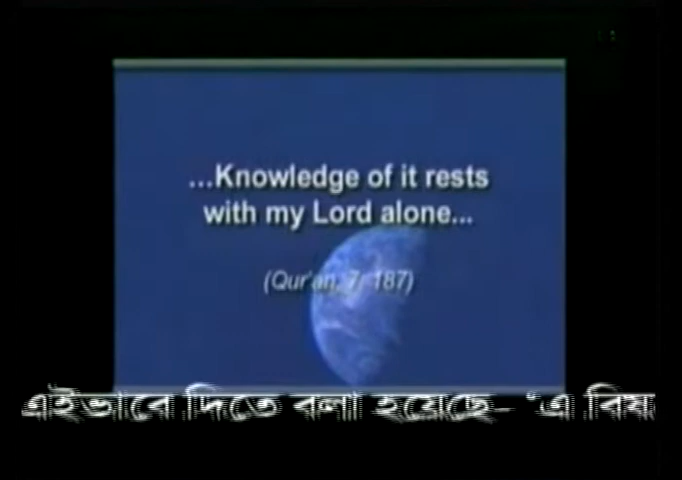 ...Knowledge of it rests
with my Lord alone...
(Qur'an, 7: 187)
এইভাবে দিতে বলা হয়েছে- ‘এ বিষ